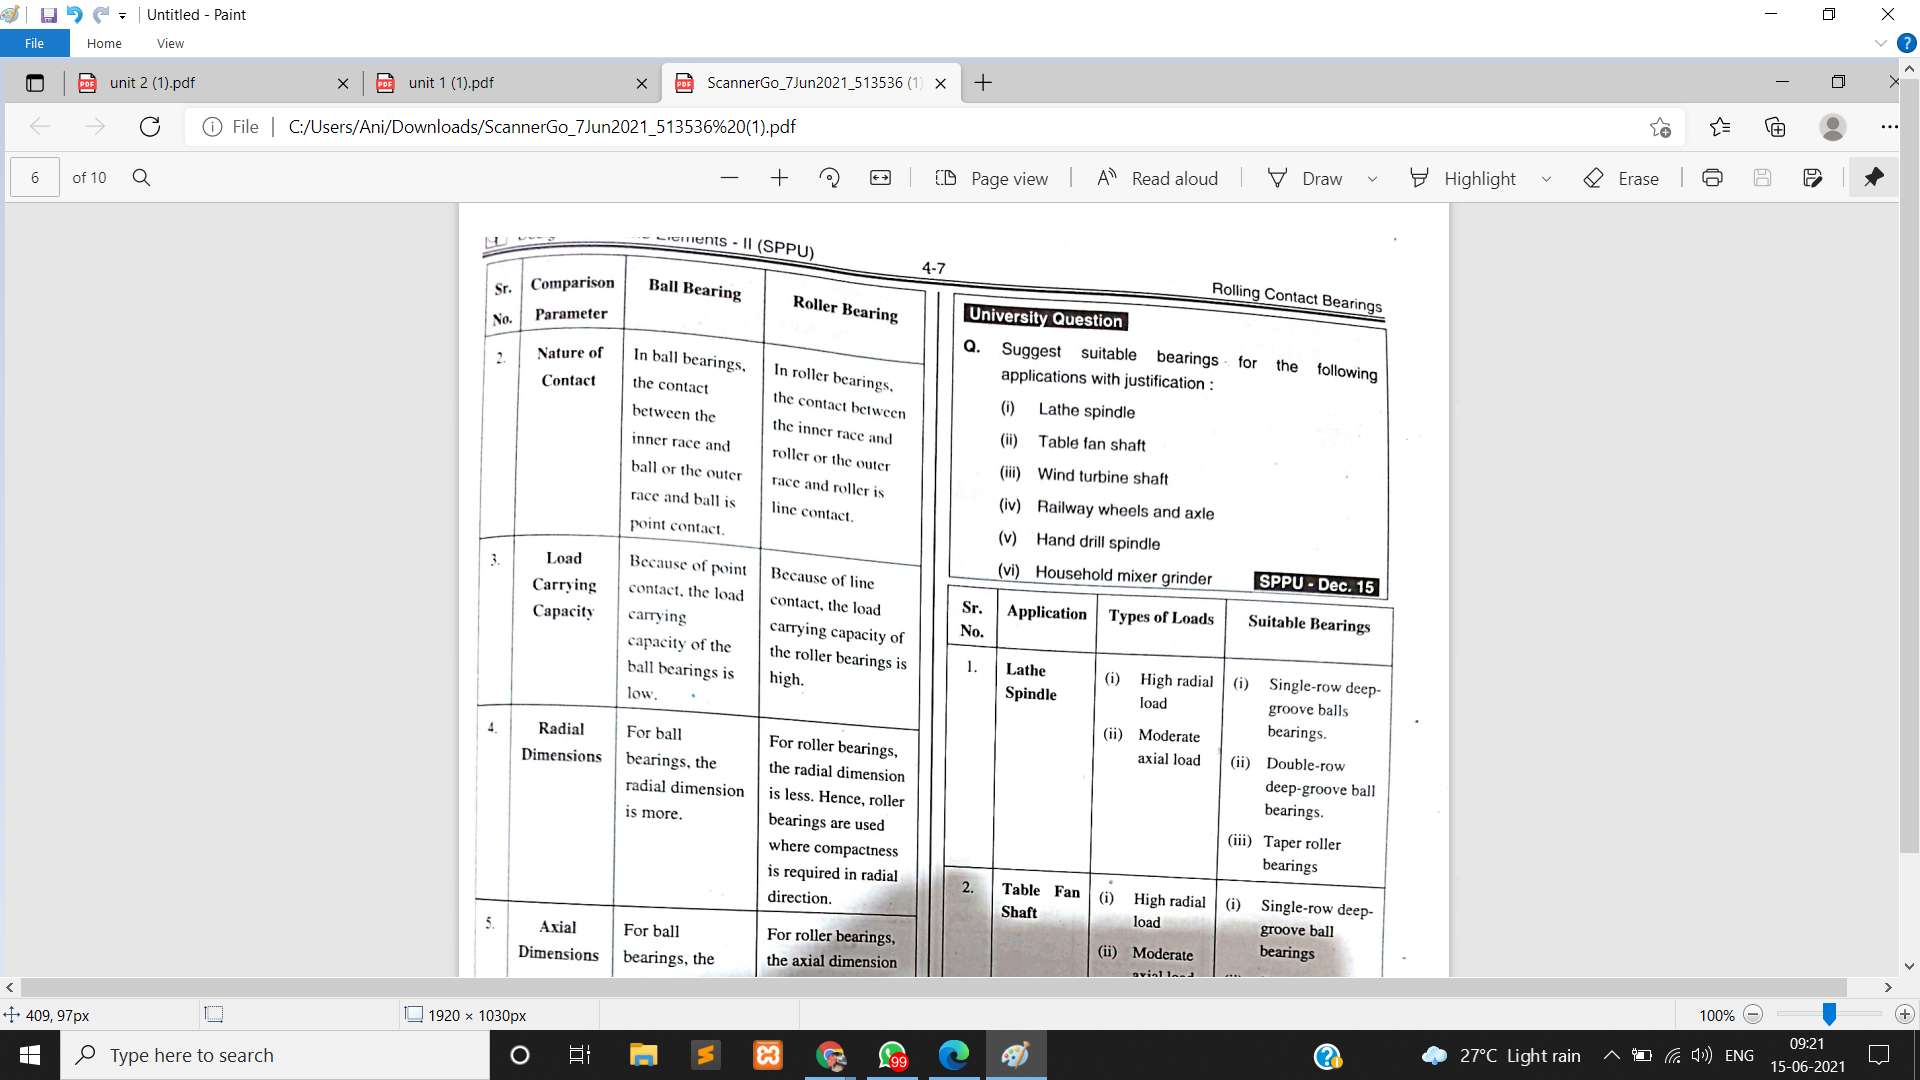 Untitled - Paint
File
Home
View
unit 2 (1).pdf
unit 1 (1).pdf
ScannerGo_7Jun2021_513536 (1)
File
C:/Users/Ani/Downloads/ScannerGo_7Jun2021_513536%20(1).pdf
6
of 10
Page view
Read aloud
Draw
Highlight
Erase
Elements - II (SPPU)
4-7
Rolling Contact Bearings
Sr.
No.
Comparison
Parameter
Ball Bearing
Roller Bearing
2.
Nature of
Contact
In ball bearings,
the contact
between the
inner race and
ball or the outer
race and ball is
point contact.
In roller bearings,
the contact between
the inner race and
roller or the outer
race and roller is
line contact.
3.
Load
Carrying
Capacity
Because of point
contact, the load
carrying
capacity of the
ball bearings is
low.
Because of line
contact, the load
carrying capacity of
the roller bearings is
high.
4.
Radial
Dimensions
For ball
bearings, the
radial dimension
is more.
For roller bearings,
the radial dimension
is less. Hence, roller
bearings are used
where compactness
is required in radial
direction.
5.
Axial
Dimensions
For ball
bearings, the
For roller bearings,
the axial dimension
University Question
Q. Suggest suitable bearings for the following
applications with justification :
(i) Lathe spindle
(ii) Table fan shaft
(iii) Wind turbine shaft
(iv) Railway wheels and axle
(v) Hand drill spindle
(vi) Household mixer grinder
SPPU - Dec. 15
Sr.
No.
Application
Types of Loads
Suitable Bearings
1.
Lathe
Spindle
(i) High radial
load
(ii) Moderate
axial load
(i) Single-row deep-
groove balls
bearings.
(ii) Double-row
deep-groove ball
bearings.
(iii) Taper roller
bearings
2.
Table Fan
Shaft
(i) High radial
load
(ii) Moderate
axial load
(i) Single-row deep-
groove ball
bearings
409, 97px
1920 × 1030px
100%
Type here to search
99
27°C Light rain
ENG
09:21
15-06-2021